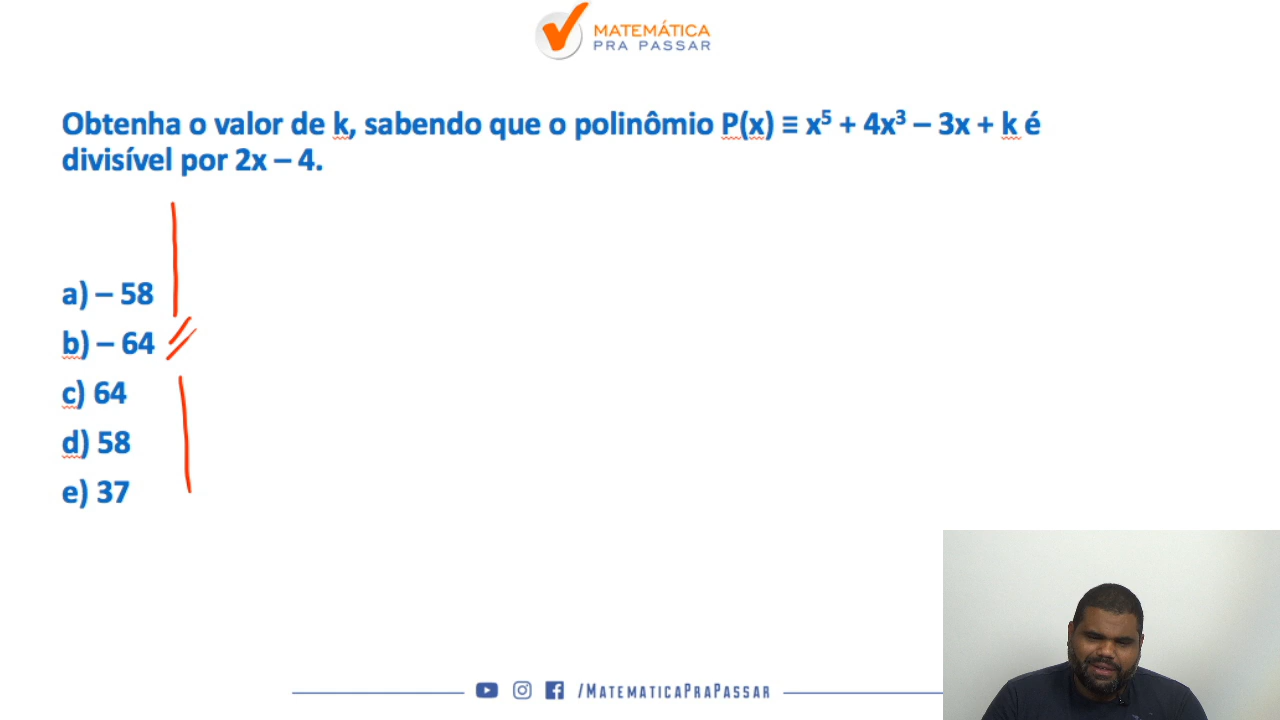 MATEMÁTICA
PRA PASSAR
Obtenha o valor de k, sabendo que o polinômio P(x) ≡ x⁵ + 4x³ – 3x + k é
divisível por 2x – 4.
a) – 58
b) – 64
c) 64
d) 58
e) 37
/MATEMATICAPRAPASSAR